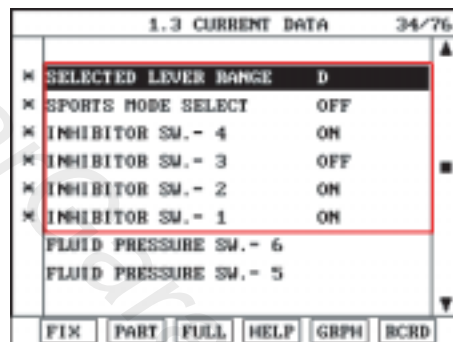 1.3 CURRENT DATA 34/76
× SELECTED LEVER RANGE D
× SPORTS MODE SELECT OFF
× INHIBITOR SW.- 4 ON
× INHIBITOR SW.- 3 OFF
× INHIBITOR SW.- 2 ON
× INHIBITOR SW.- 1 ON
FLUID PRESSURE SW.- 6
FLUID PRESSURE SW.- 5
FIX PART FULL HELP GRPH RCRD